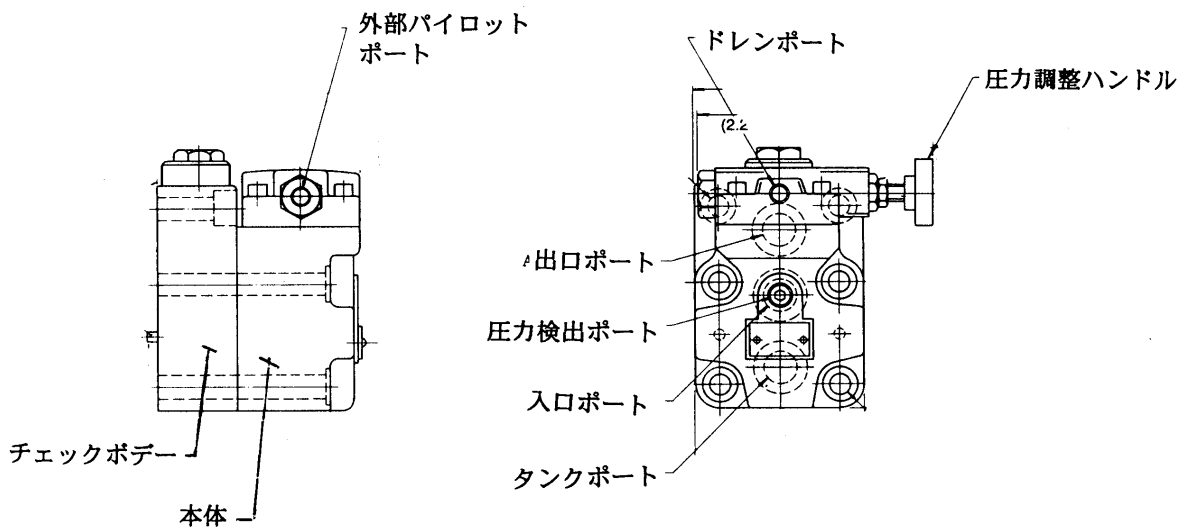 外部パイロット
ポート
ドレンポート
圧力調整ハンドル
(2.2
出口ポート
圧力検出ポート
入口ポート
タンクポート
チェックボデー
本体